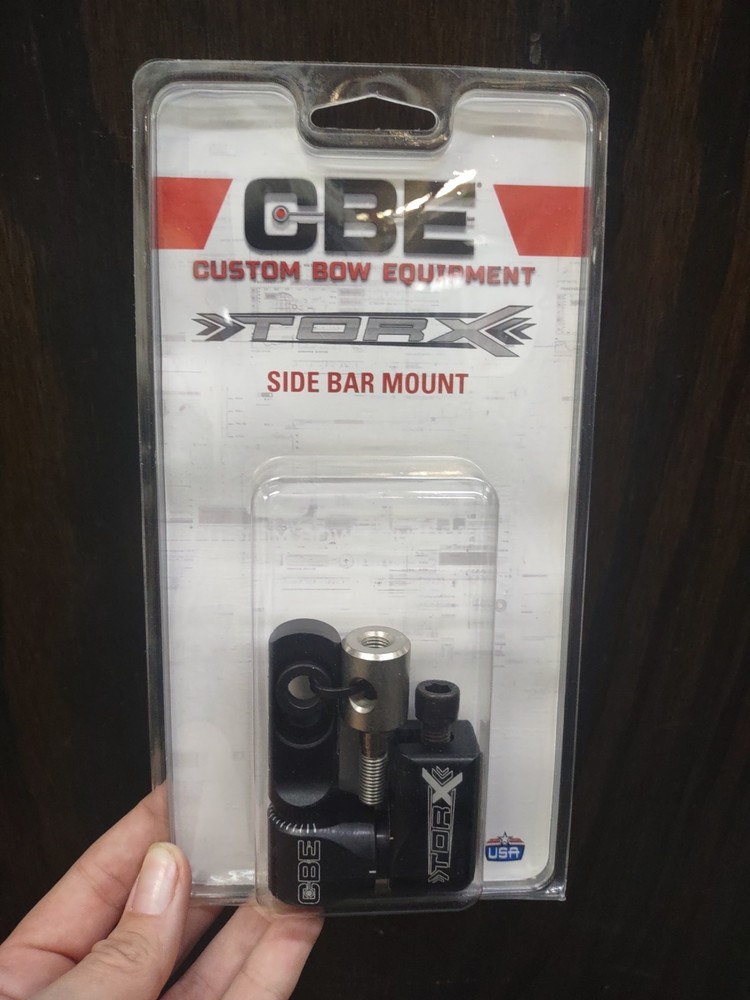 CBE
CUSTOM BOW EQUIPMENT
TORX
SIDE BAR MOUNT
CBE
TORX
USA